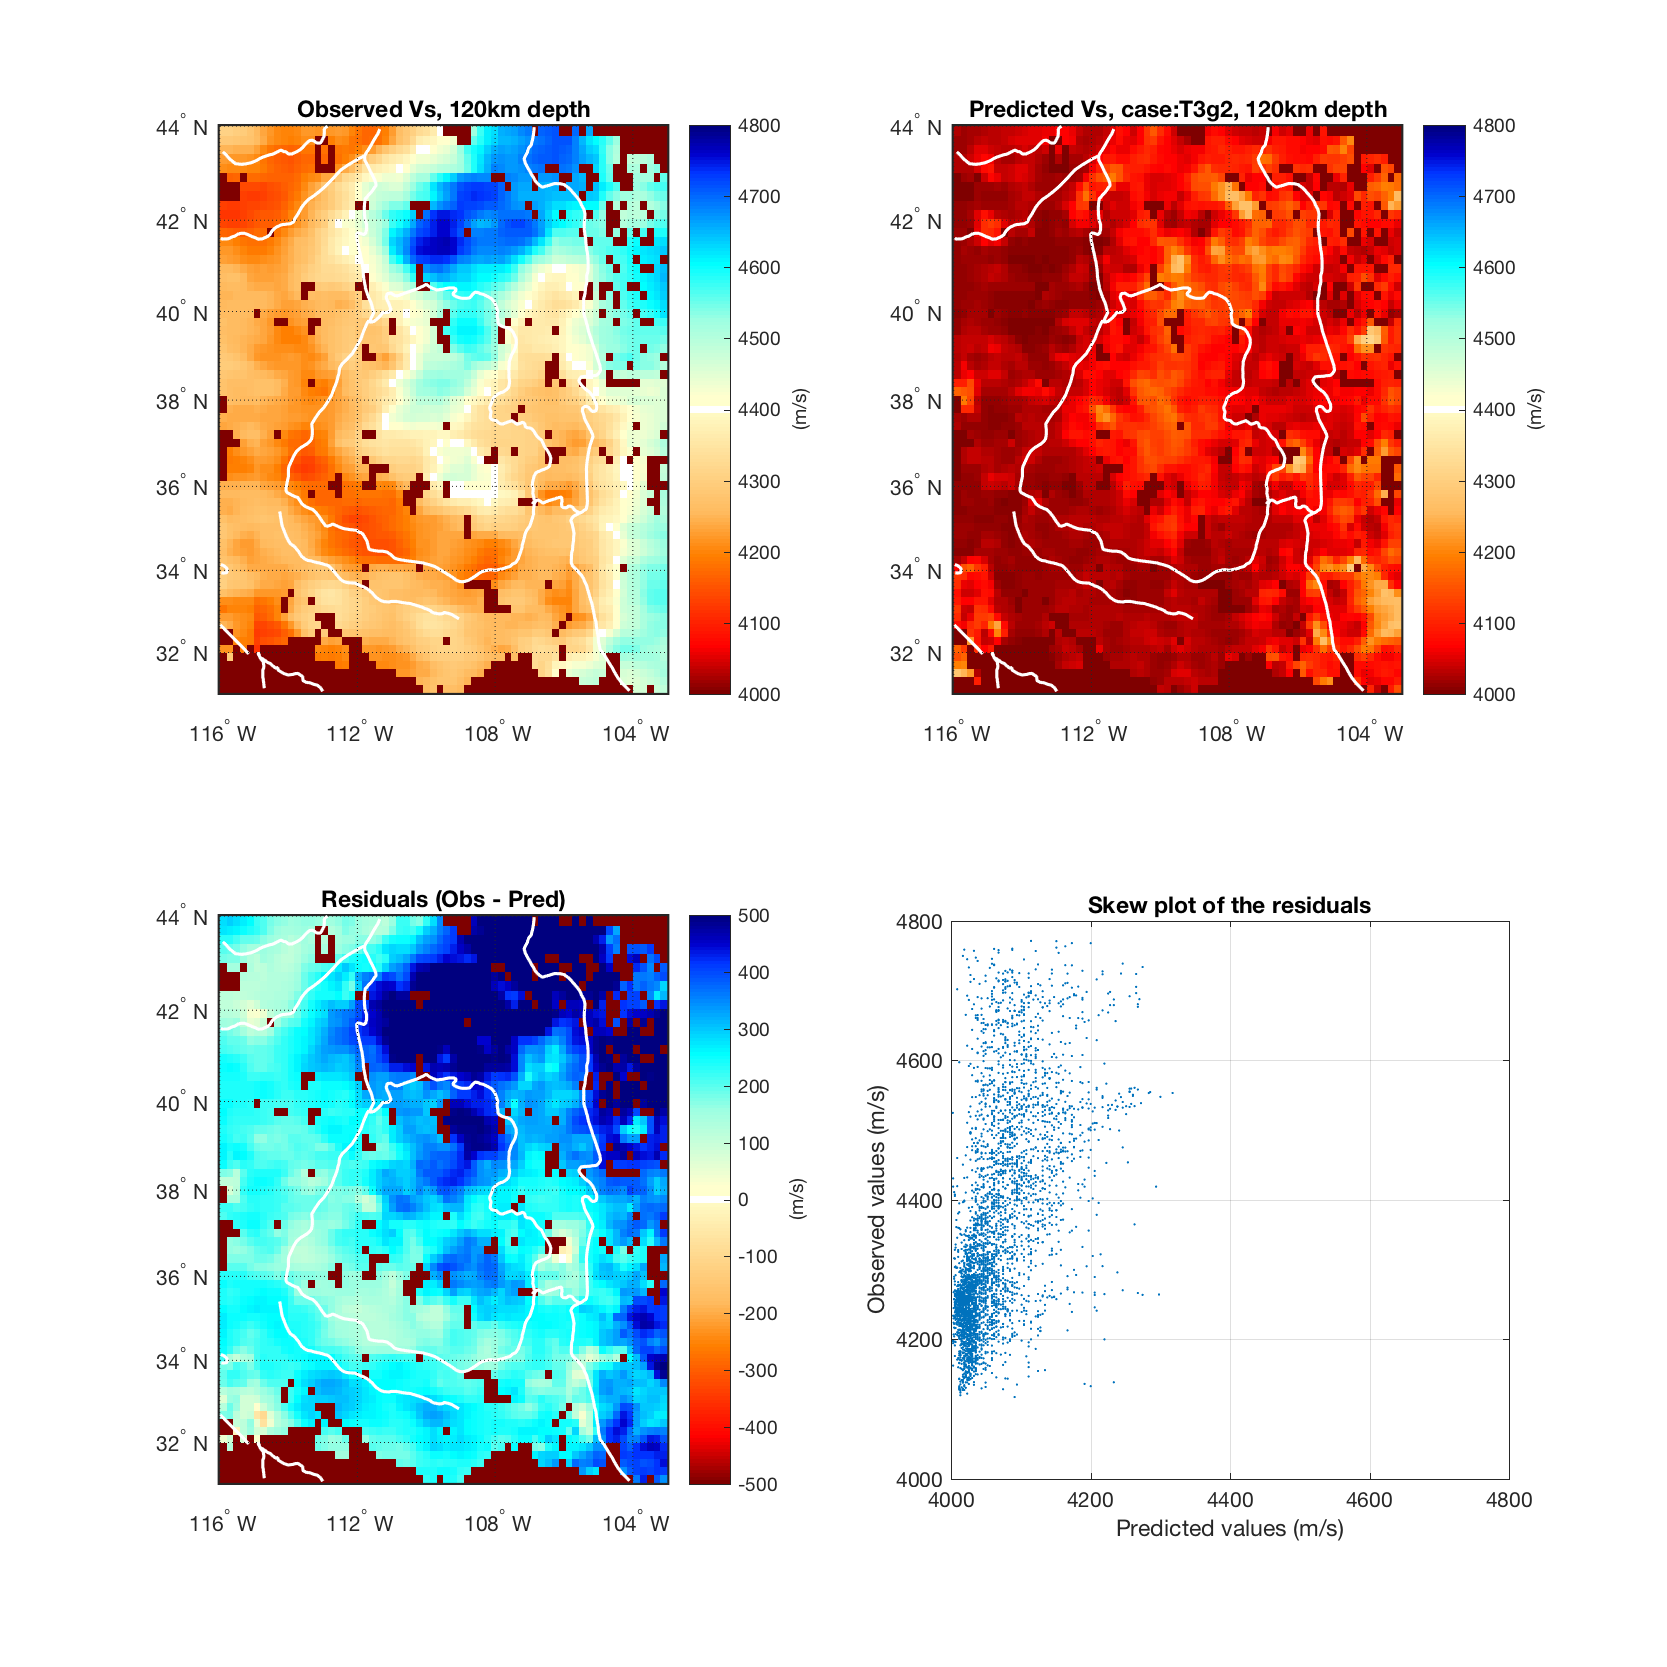 Observed Vs, 120km depth
44° N
42° N
40° N
38° N
36° N
34° N
32° N
116° W
112° W
108° W
104° W
4800
4700
4600
4500
4400
4300
4200
4100
4000
(m/s)
Predicted Vs, case:T3g2, 120km depth
44° N
42° N
40° N
38° N
36° N
34° N
32° N
116° W
112° W
108° W
104° W
4800
4700
4600
4500
4400
4300
4200
4100
4000
(m/s)
Residuals (Obs - Pred)
44° N
42° N
40° N
38° N
36° N
34° N
32° N
116° W
112° W
108° W
104° W
500
400
300
200
100
0
-100
-200
-300
-400
-500
(m/s)
Skew plot of the residuals
4800
4600
4400
4200
4000
Observed values (m/s)
4000
4200
4400
4600
4800
Predicted values (m/s)